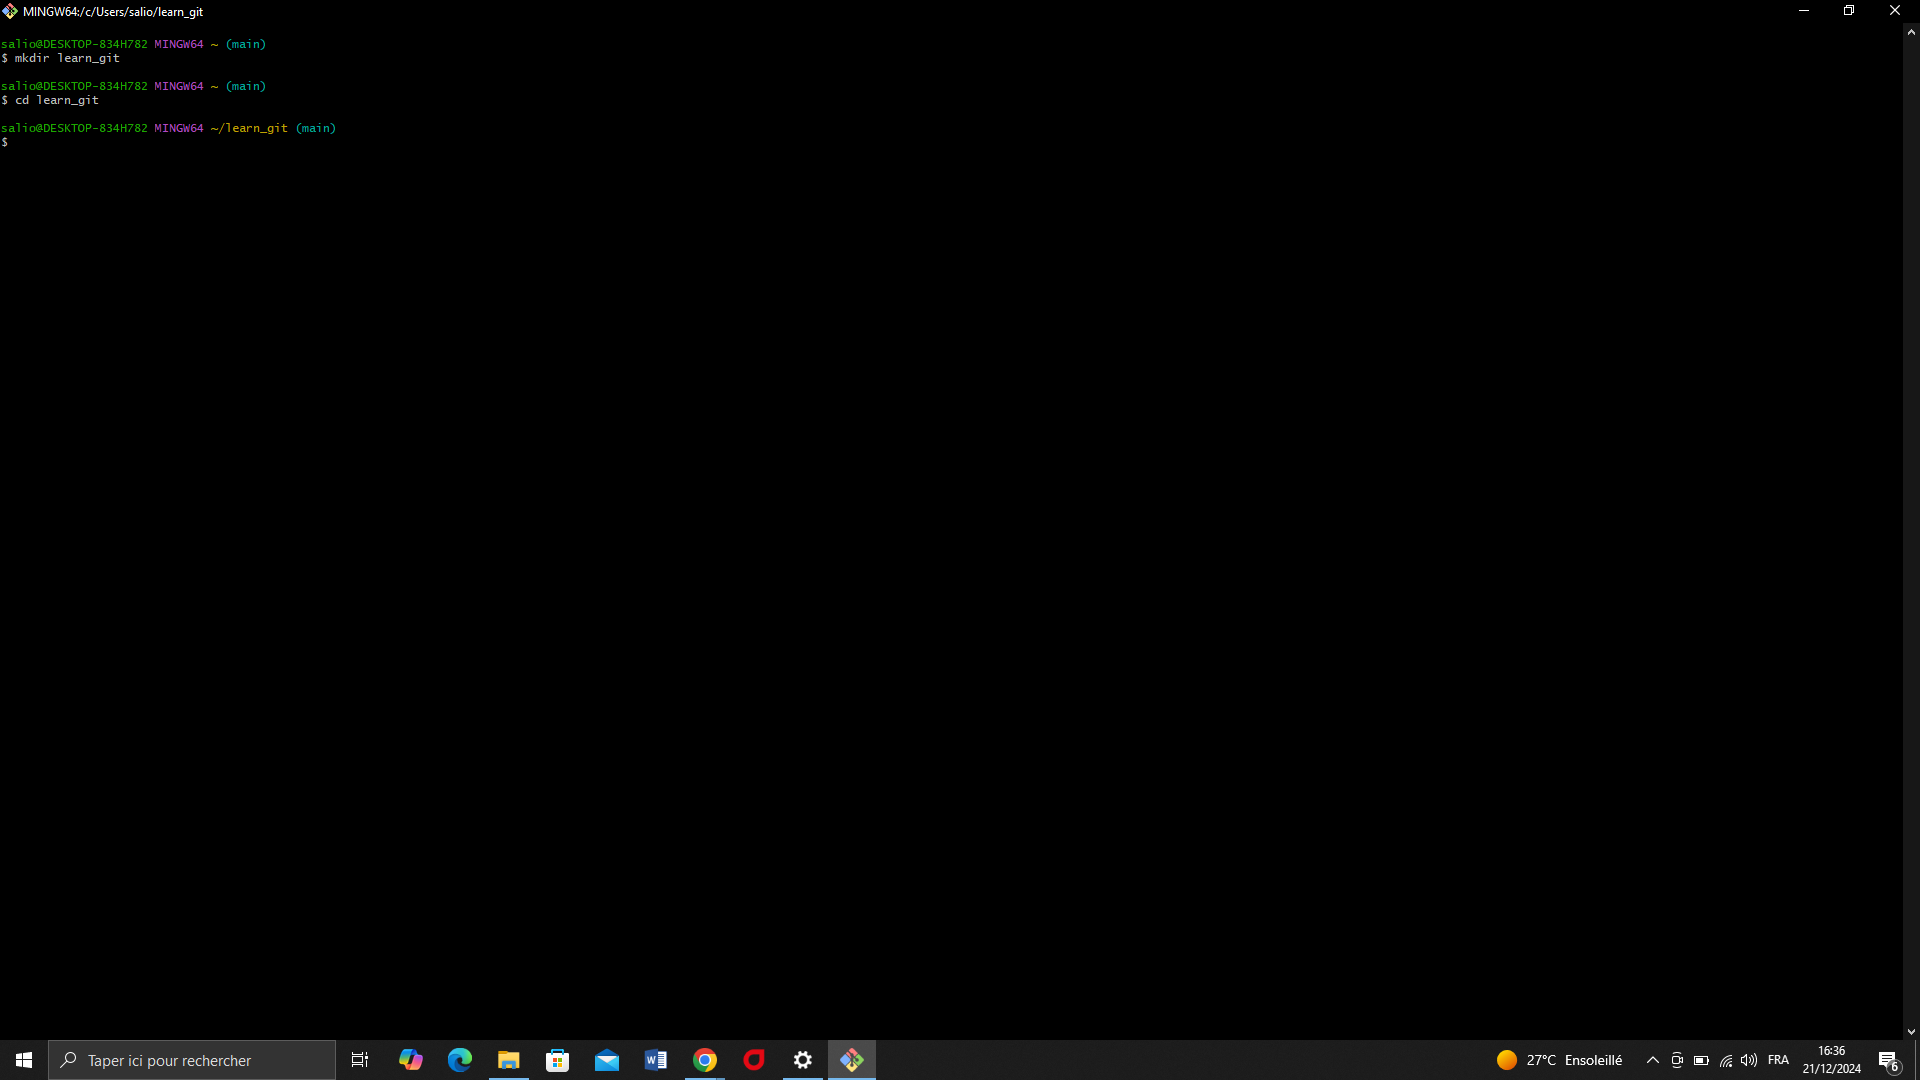 MINGW64:/c/Users/salio/learn_git
salio@DESKTOP-834H782 MINGW64 ~ (main)
$ mkdir learn_git
salio@DESKTOP-834H782 MINGW64 ~ (main)
$ cd learn_git
salio@DESKTOP-834H782 MINGW64 ~/learn_git (main)
$
Taper ici pour rechercher
27°C Ensoleillé
FRA
16:36
21/12/2024
6